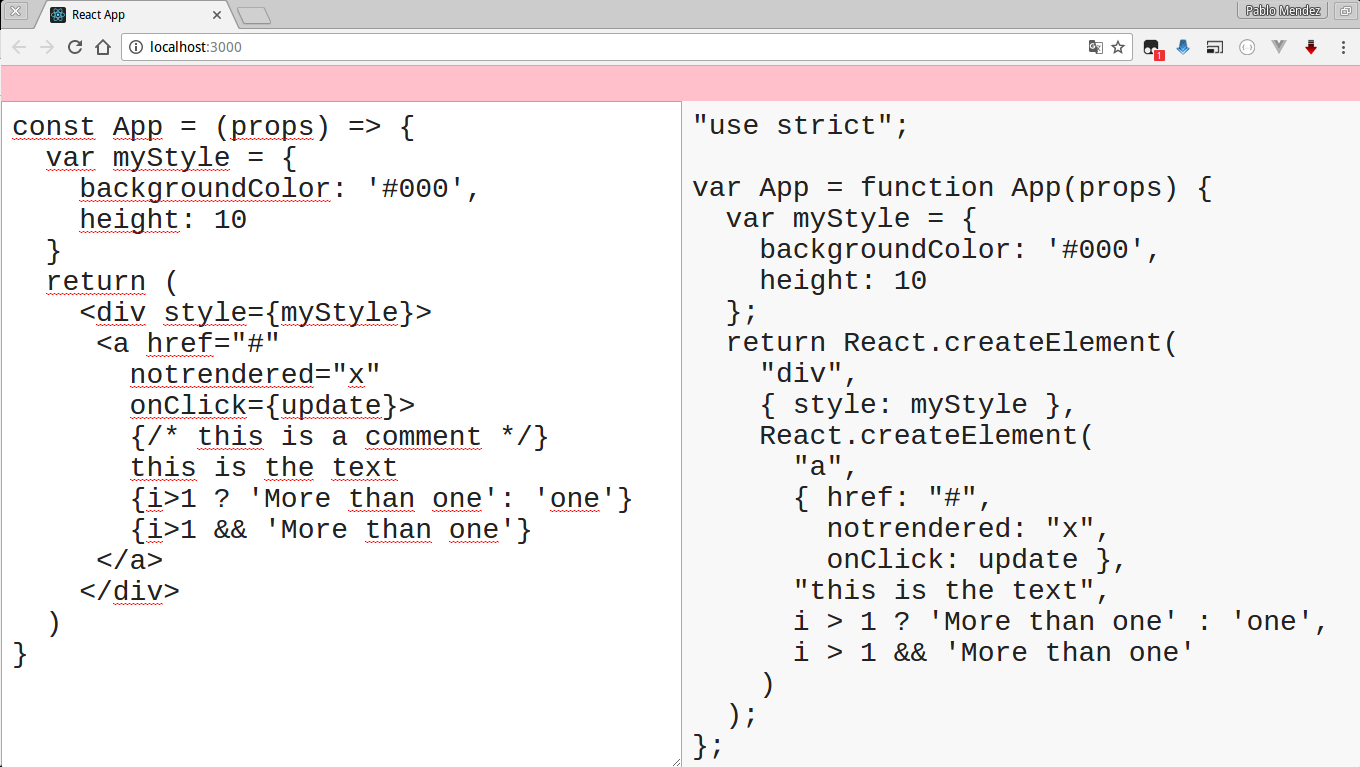 React App
Pablo Mendez
localhost:3000
1
const App = (props) => {
  var myStyle = {
    backgroundColor: '#000',
    height: 10
  }
  return (
    <div style={myStyle}>
     <a href="#"
       notrendered="x"
       onClick={update}>
       {/* this is a comment */}
       this is the text
       {i>1 ? 'More than one': 'one'}
       {i>1 && 'More than one'}
     </a>
    </div>
  )
}
"use strict";

var App = function App(props) {
  var myStyle = {
    backgroundColor: '#000',
    height: 10
  };
  return React.createElement(
    "div",
    { style: myStyle },
    React.createElement(
      "a",
      { href: "#",
        notrendered: "x",
        onClick: update },
      "this is the text",
      i > 1 ? 'More than one' : 'one',
      i > 1 && 'More than one'
    )
  );
};